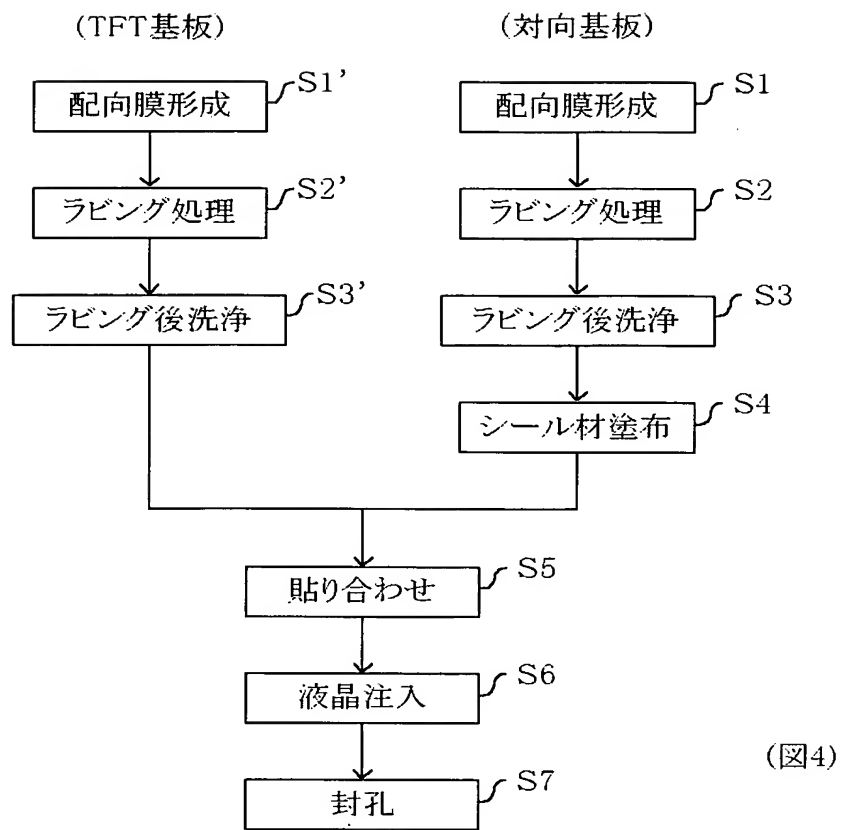 (TFT基板)
(対向基板)
配向膜形成
S1'
配向膜形成
S1
ラビング処理
S2'
ラビング処理
S2
ラビング後洗浄
S3'
ラビング後洗浄
S3
シール材塗布
S4
貼り合わせ
S5
液晶注入
S6
封孔
S7
(図4)